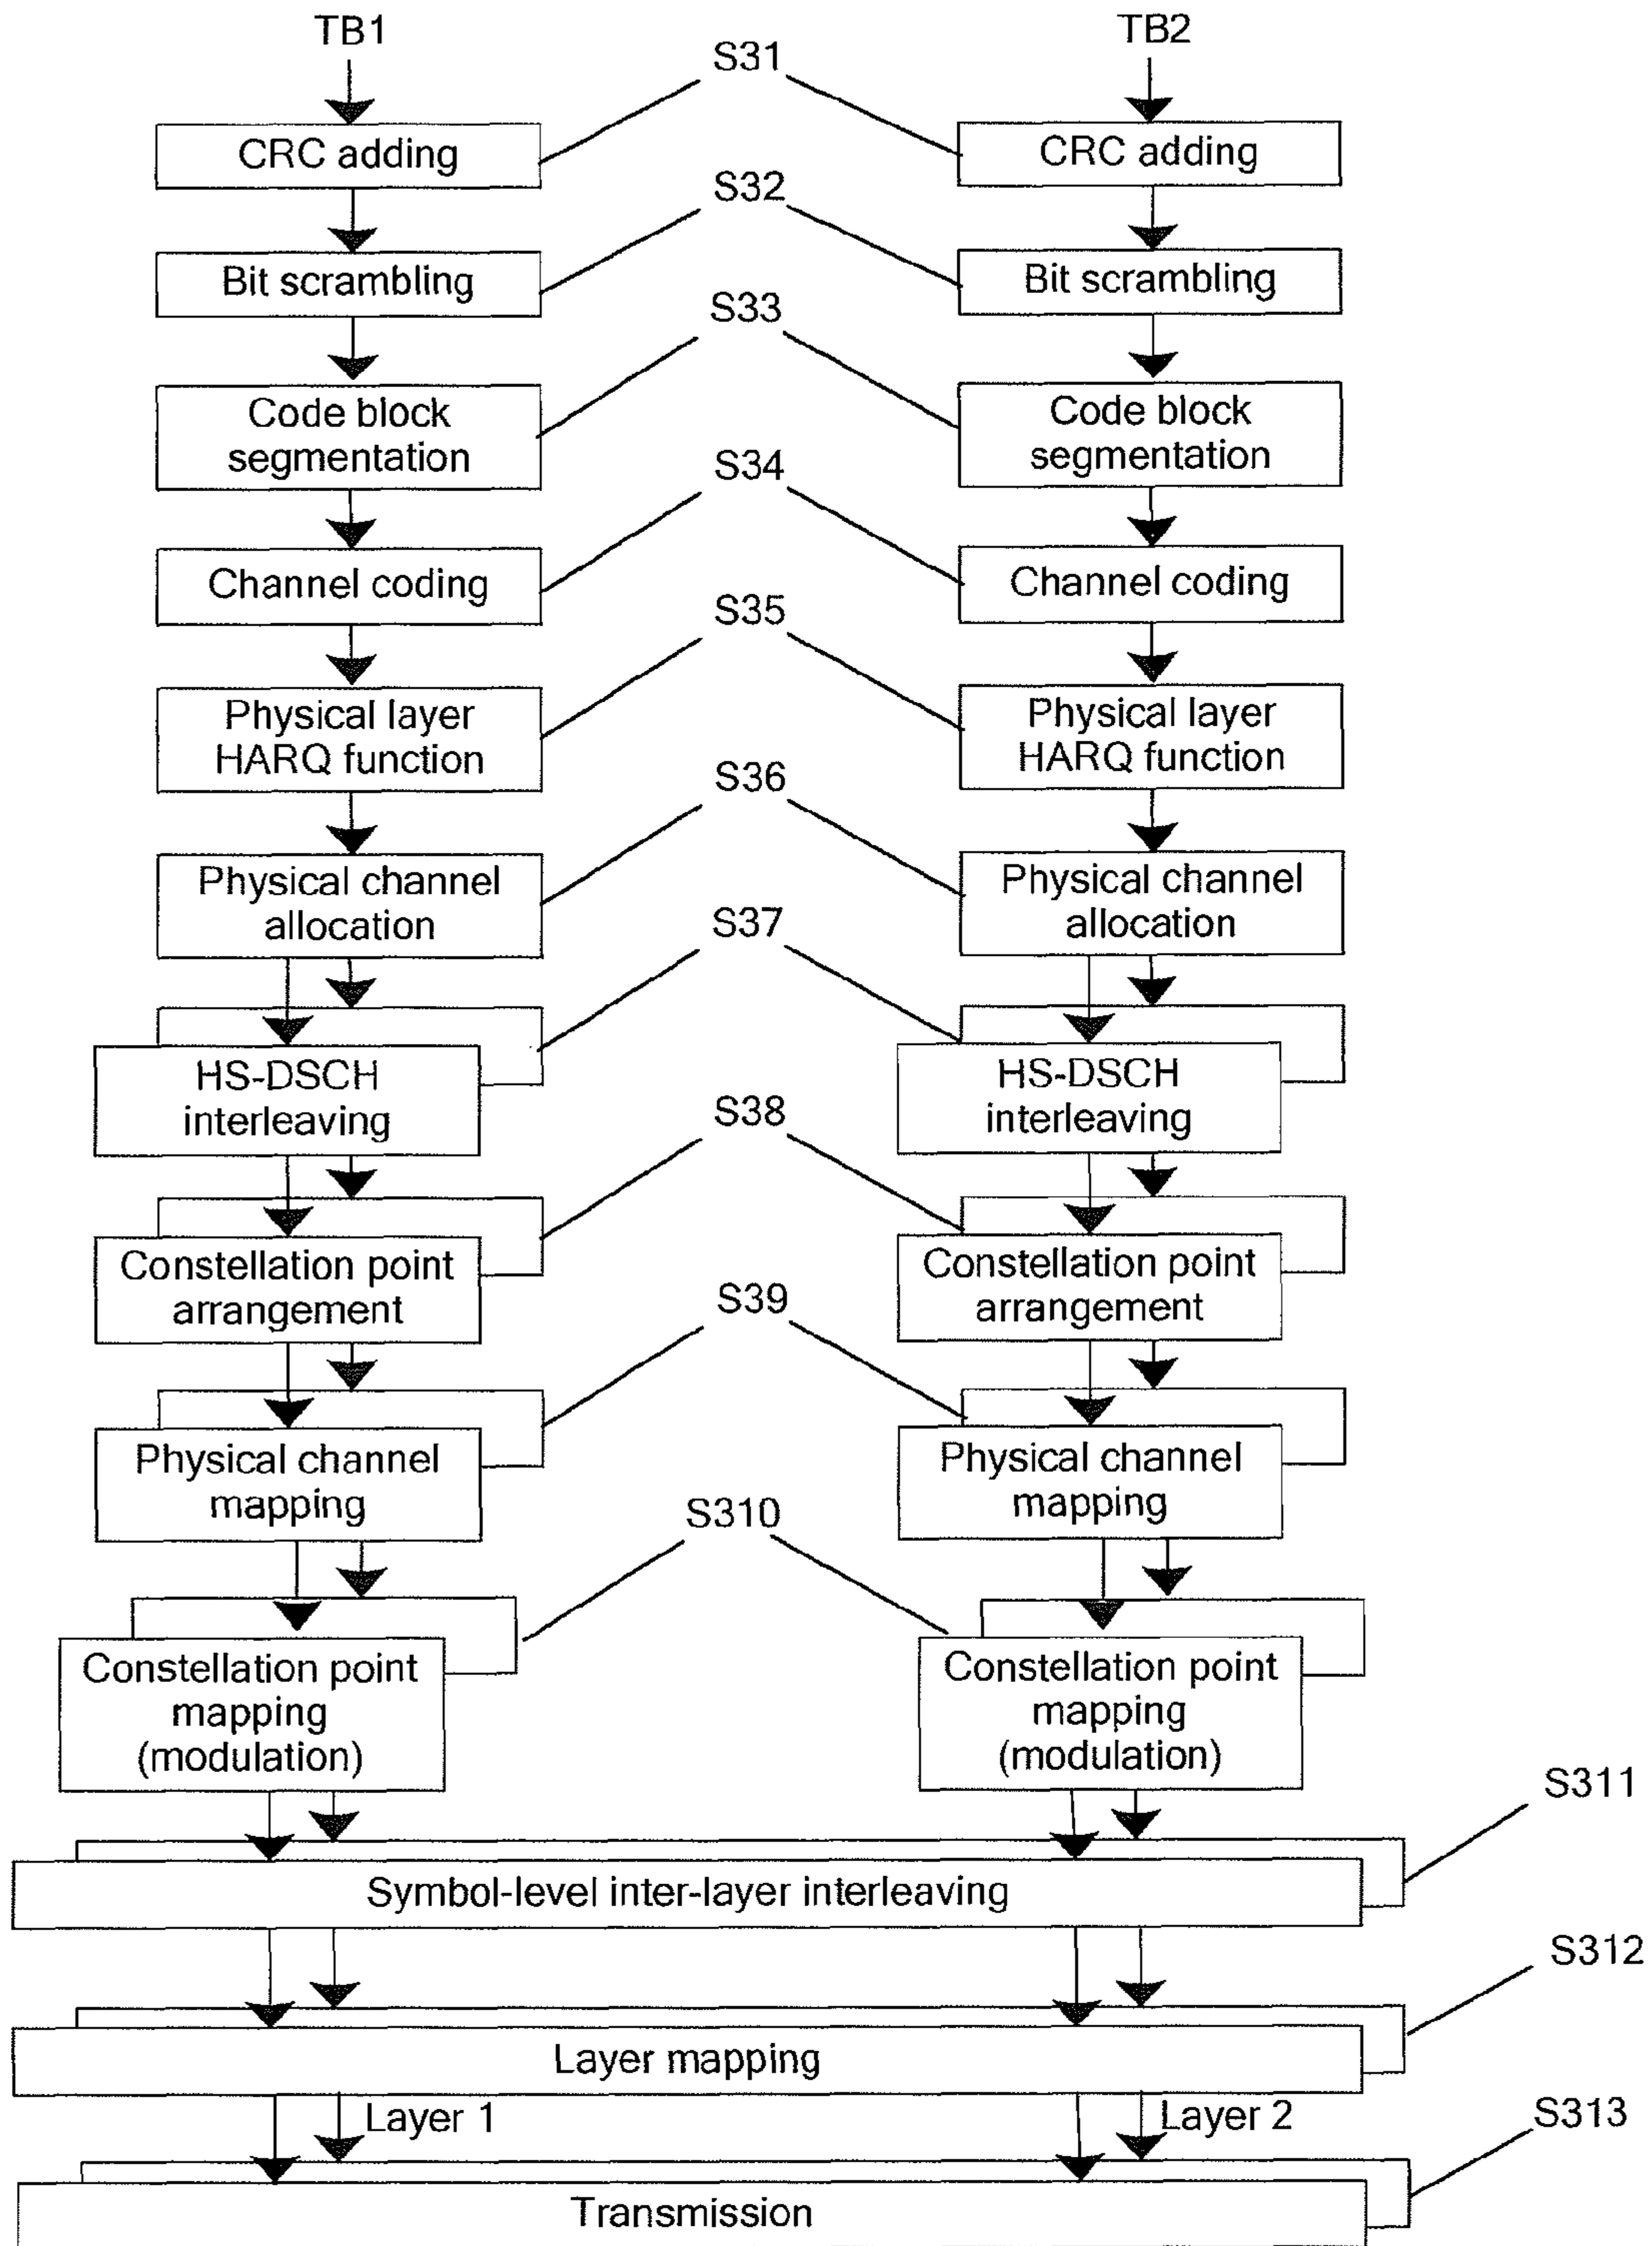 TB1
TB2
S31
CRC adding
CRC adding
S32
Bit scrambling
Bit scrambling
S33
Code block
segmentation
Code block
segmentation
S34
Channel coding
Channel coding
S35
Physical layer
HARQ function
Physical layer
HARQ function
S36
Physical channel
allocation
Physical channel
allocation
S37
HS-DSCH
interleaving
HS-DSCH
interleaving
S38
Constellation point
arrangement
Constellation point
arrangement
S39
Physical channel
mapping
Physical channel
mapping
S310
Constellation point
mapping
(modulation)
Constellation point
mapping
(modulation)
S311
Symbol-level inter-layer interleaving
S312
Layer mapping
Layer 1
Layer 2
S313
Transmission